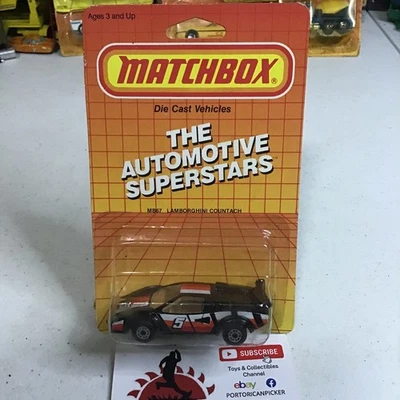 Ages 3 and Up
MATCHBOX®
Die Cast Vehicles
THE
AUTOMOTIVE
SUPERSTARS
MB67 LAMBORGHINI COUNTACH
5
SUBSCRIBE
Toys & Collectibles
Channel
ebay
PORTORICANPICKER